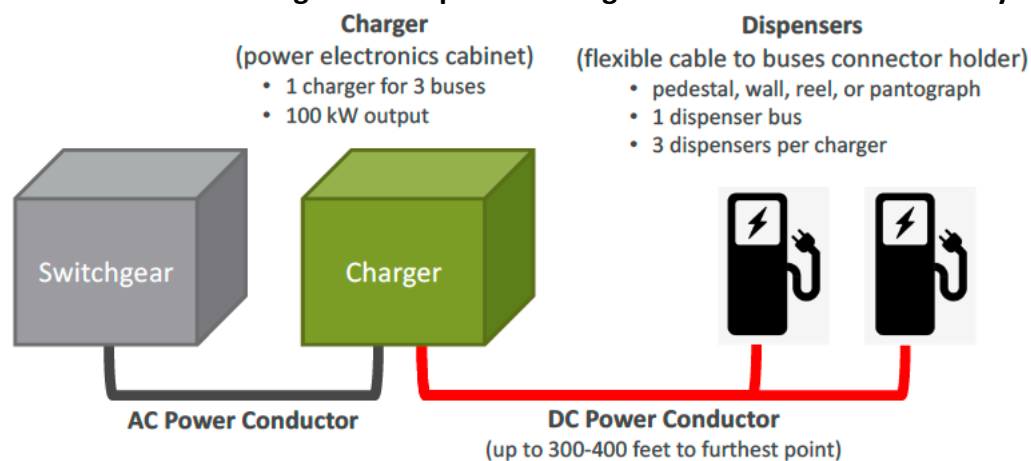 Charger
(power electronics cabinet)
• 1 charger for 3 buses
• 100 kW output
Dispensers
(flexible cable to buses connector holder)
• pedestal, wall, reel, or pantograph
• 1 dispenser bus
• 3 dispensers per charger
Switchgear
Charger
AC Power Conductor
DC Power Conductor
(up to 300-400 feet to furthest point)